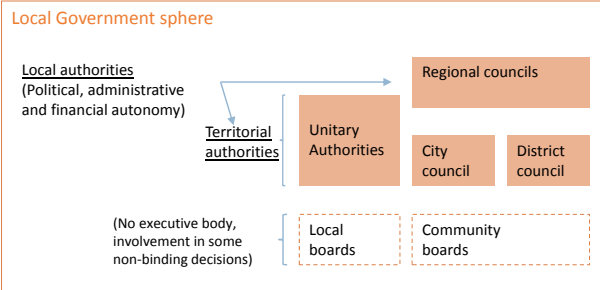 Local Government sphere
Local authorities
(Political, administrative
and financial autonomy)
Regional councils
Territorial
authorities
Unitary
Authorities
City
council
District
council
(No executive body,
involvement in some
non-binding decisions)
Local
boards
Community
boards